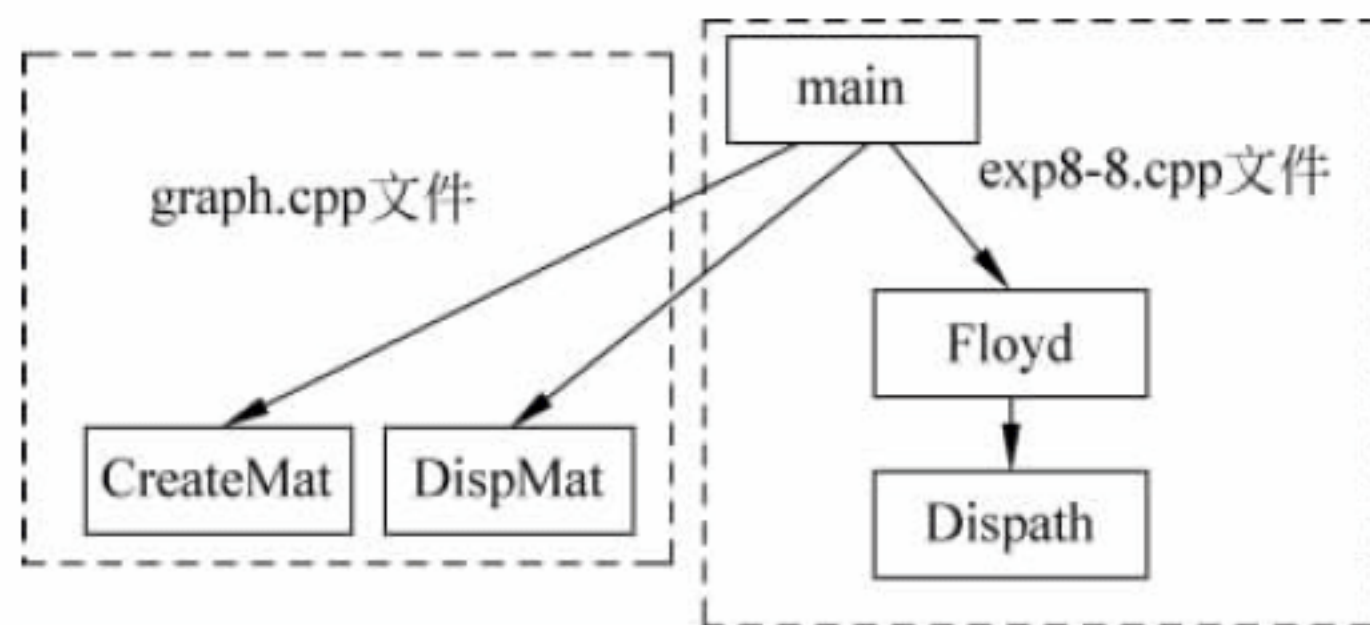 main
graph.cpp文件
exp8-8.cpp文件
Floyd
CreateMat
DispMat
Dispath